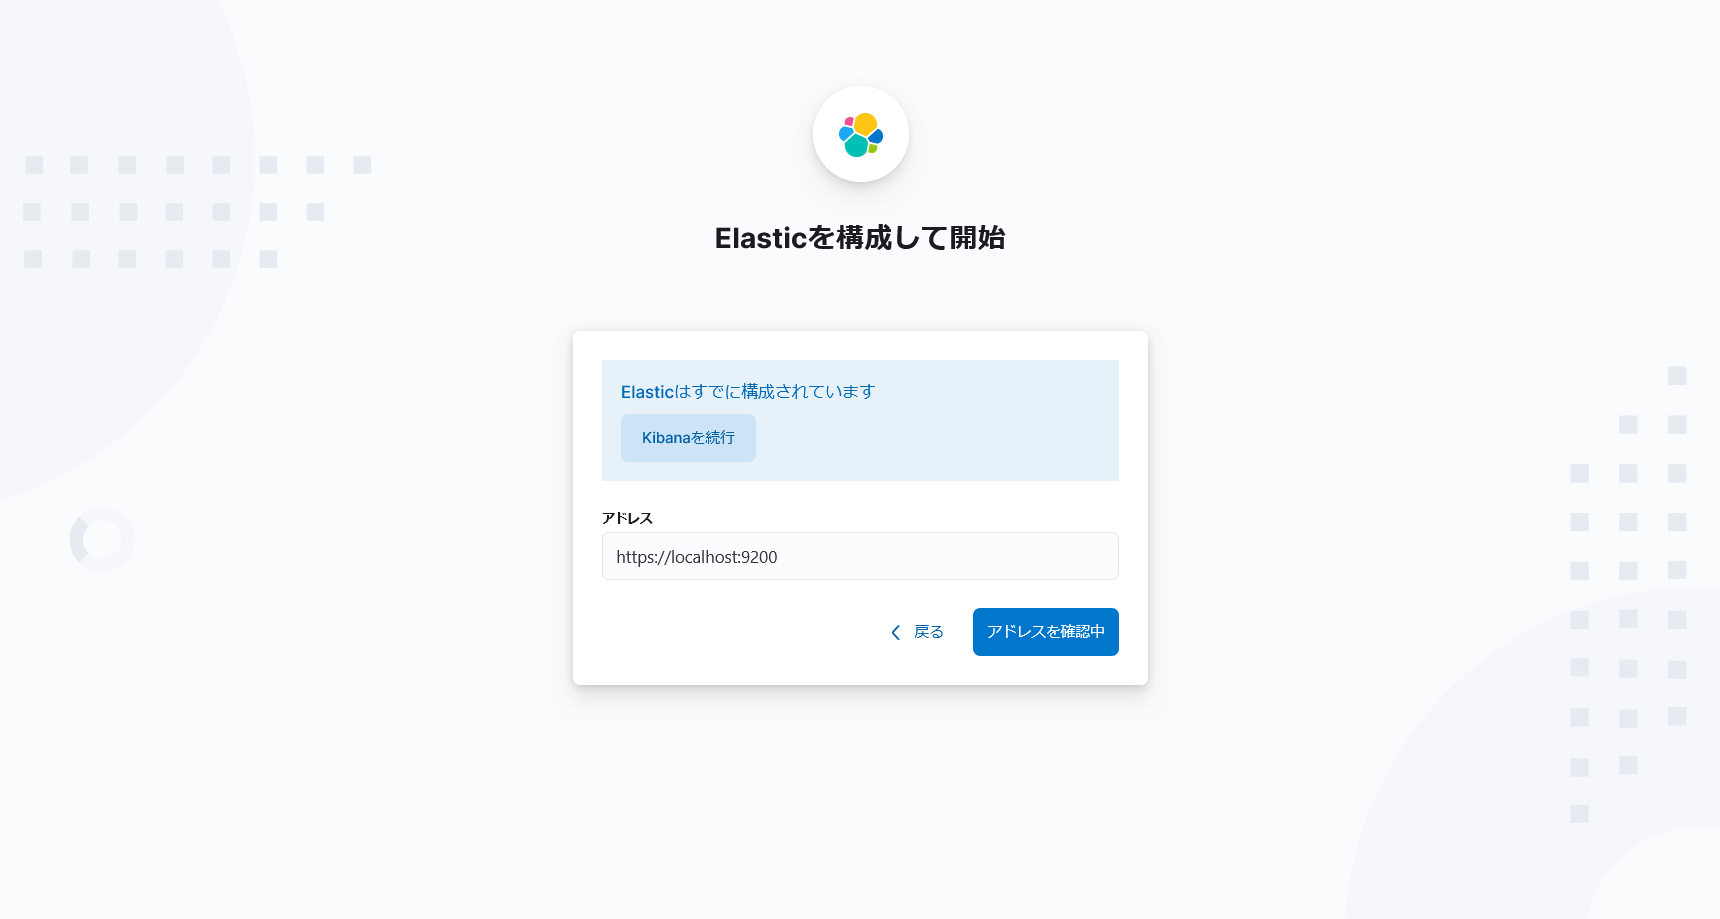 Elasticを構成して開始
Elasticはすでに構成されています
Kibanaを続行
アドレス
https://localhost:9200
戻る
アドレスを確認中